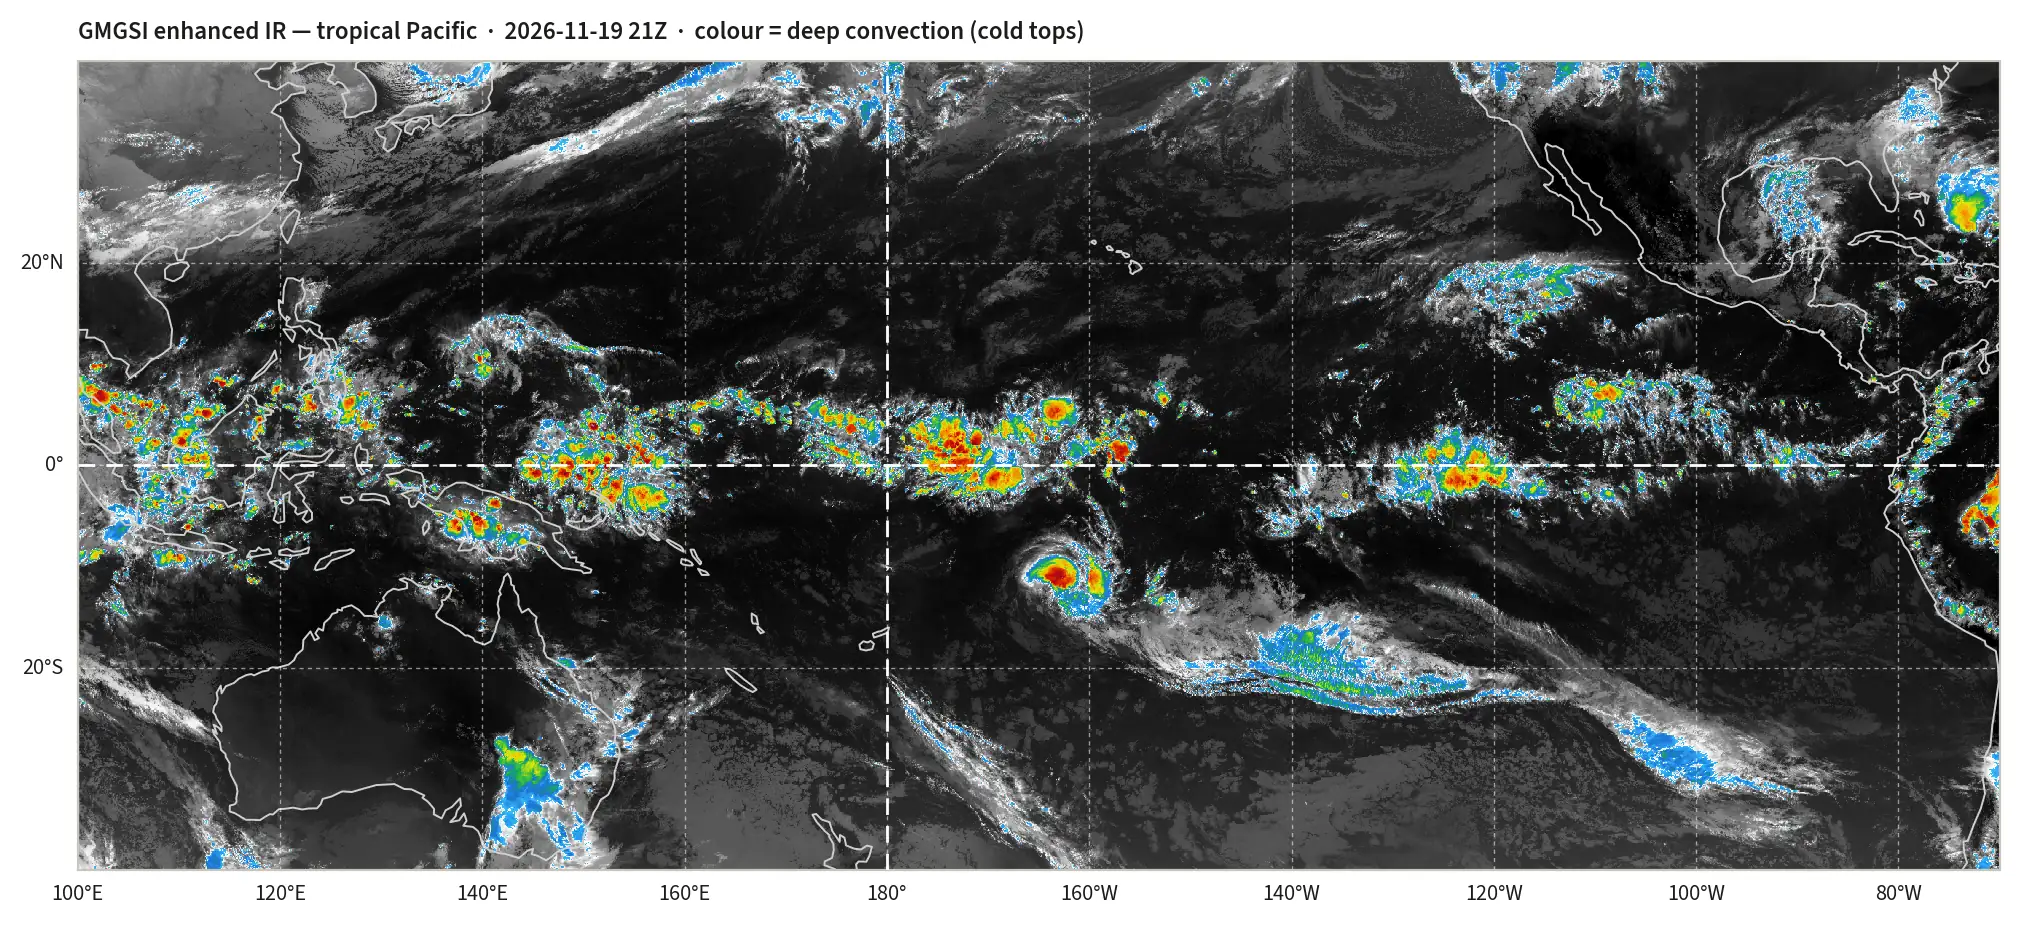 GMGSI enhanced IR — tropical Pacific · 2026-11-19 21Z · colour = deep convection (cold tops)
20°N
0°
20°S
100°E 120°E 140°E 160°E 180° 160°W 140°W 120°W 100°W 80°W